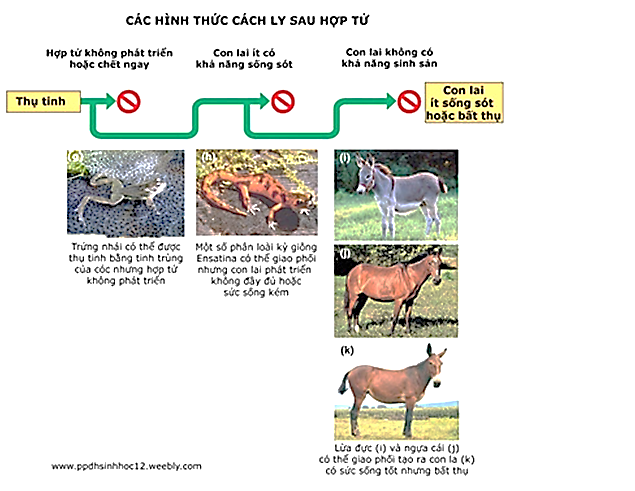 CÁC HÌNH THỨC CÁCH LY SAU HỢP TỬ
Hợp tử không phát triển
hoặc chết ngay
Con lai ít có
khả năng sống sót
Con lai không có
khả năng sinh sản
Thụ tinh
Con lai
ít sống sót
hoặc bất thụ
(g)
(h)
(i)
(j)
(k)
Trứng nhái có thể được
thụ tinh bằng tinh trùng
của cóc nhưng hợp tử
không phát triển
Một số phân loài kỳ giông
Ensatina có thể giao phối
nhưng con lai phát triển
không đầy đủ hoặc
sức sống kém
Lừa đực (i) và ngựa cái (j)
có thể giao phối tạo ra con la (k)
có sức sống tốt nhưng bất thụ
www.ppdhsinhhoc12.weebly.com